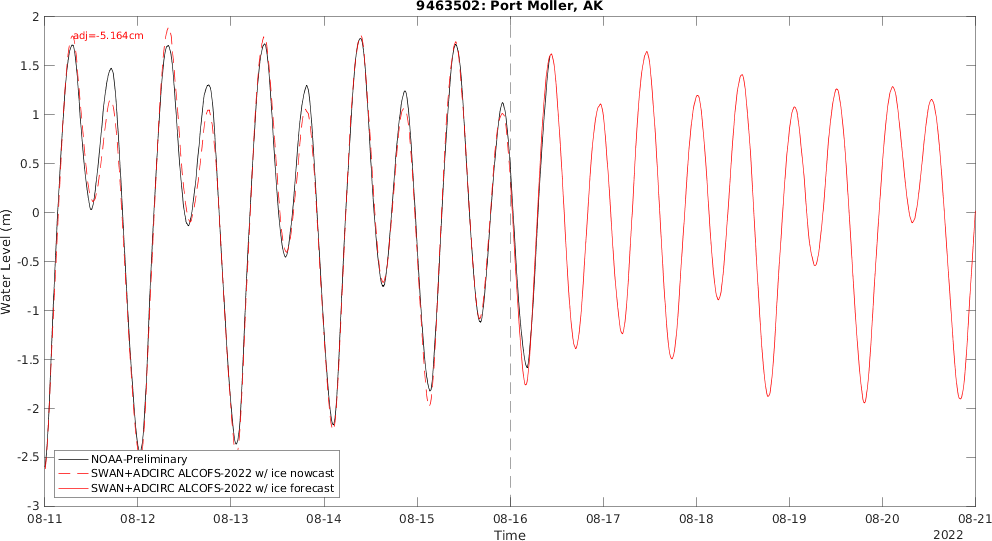 9463502: Port Moller, AK
adj=-5.164cm
Water Level (m)
2
1.5
1
0.5
0
-0.5
-1
-1.5
-2
-2.5
-3
NOAA-Preliminary
SWAN+ADCIRC ALCOFS-2022 w/ ice nowcast
SWAN+ADCIRC ALCOFS-2022 w/ ice forecast
08-11 08-12 08-13 08-14 08-15 08-16 08-17 08-18 08-19 08-20 08-21
Time
2022